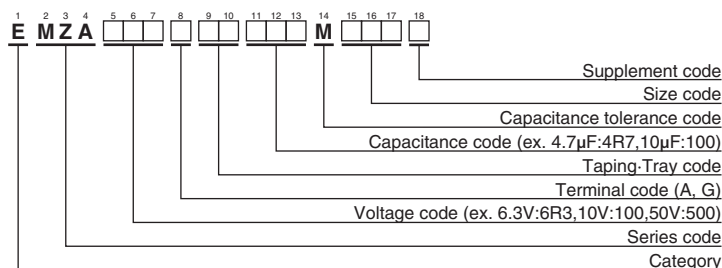 1 2 3 4 5 6 7 8 9 10 11 12 13 14 15 16 17 18
E M Z A M
Supplement code
Size code
Capacitance tolerance code
Capacitance code (ex. 4.7μF:4R7,10μF:100)
Taping·Tray code
Terminal code (A, G)
Voltage code (ex. 6.3V:6R3,10V:100,50V:500)
Series code
Category